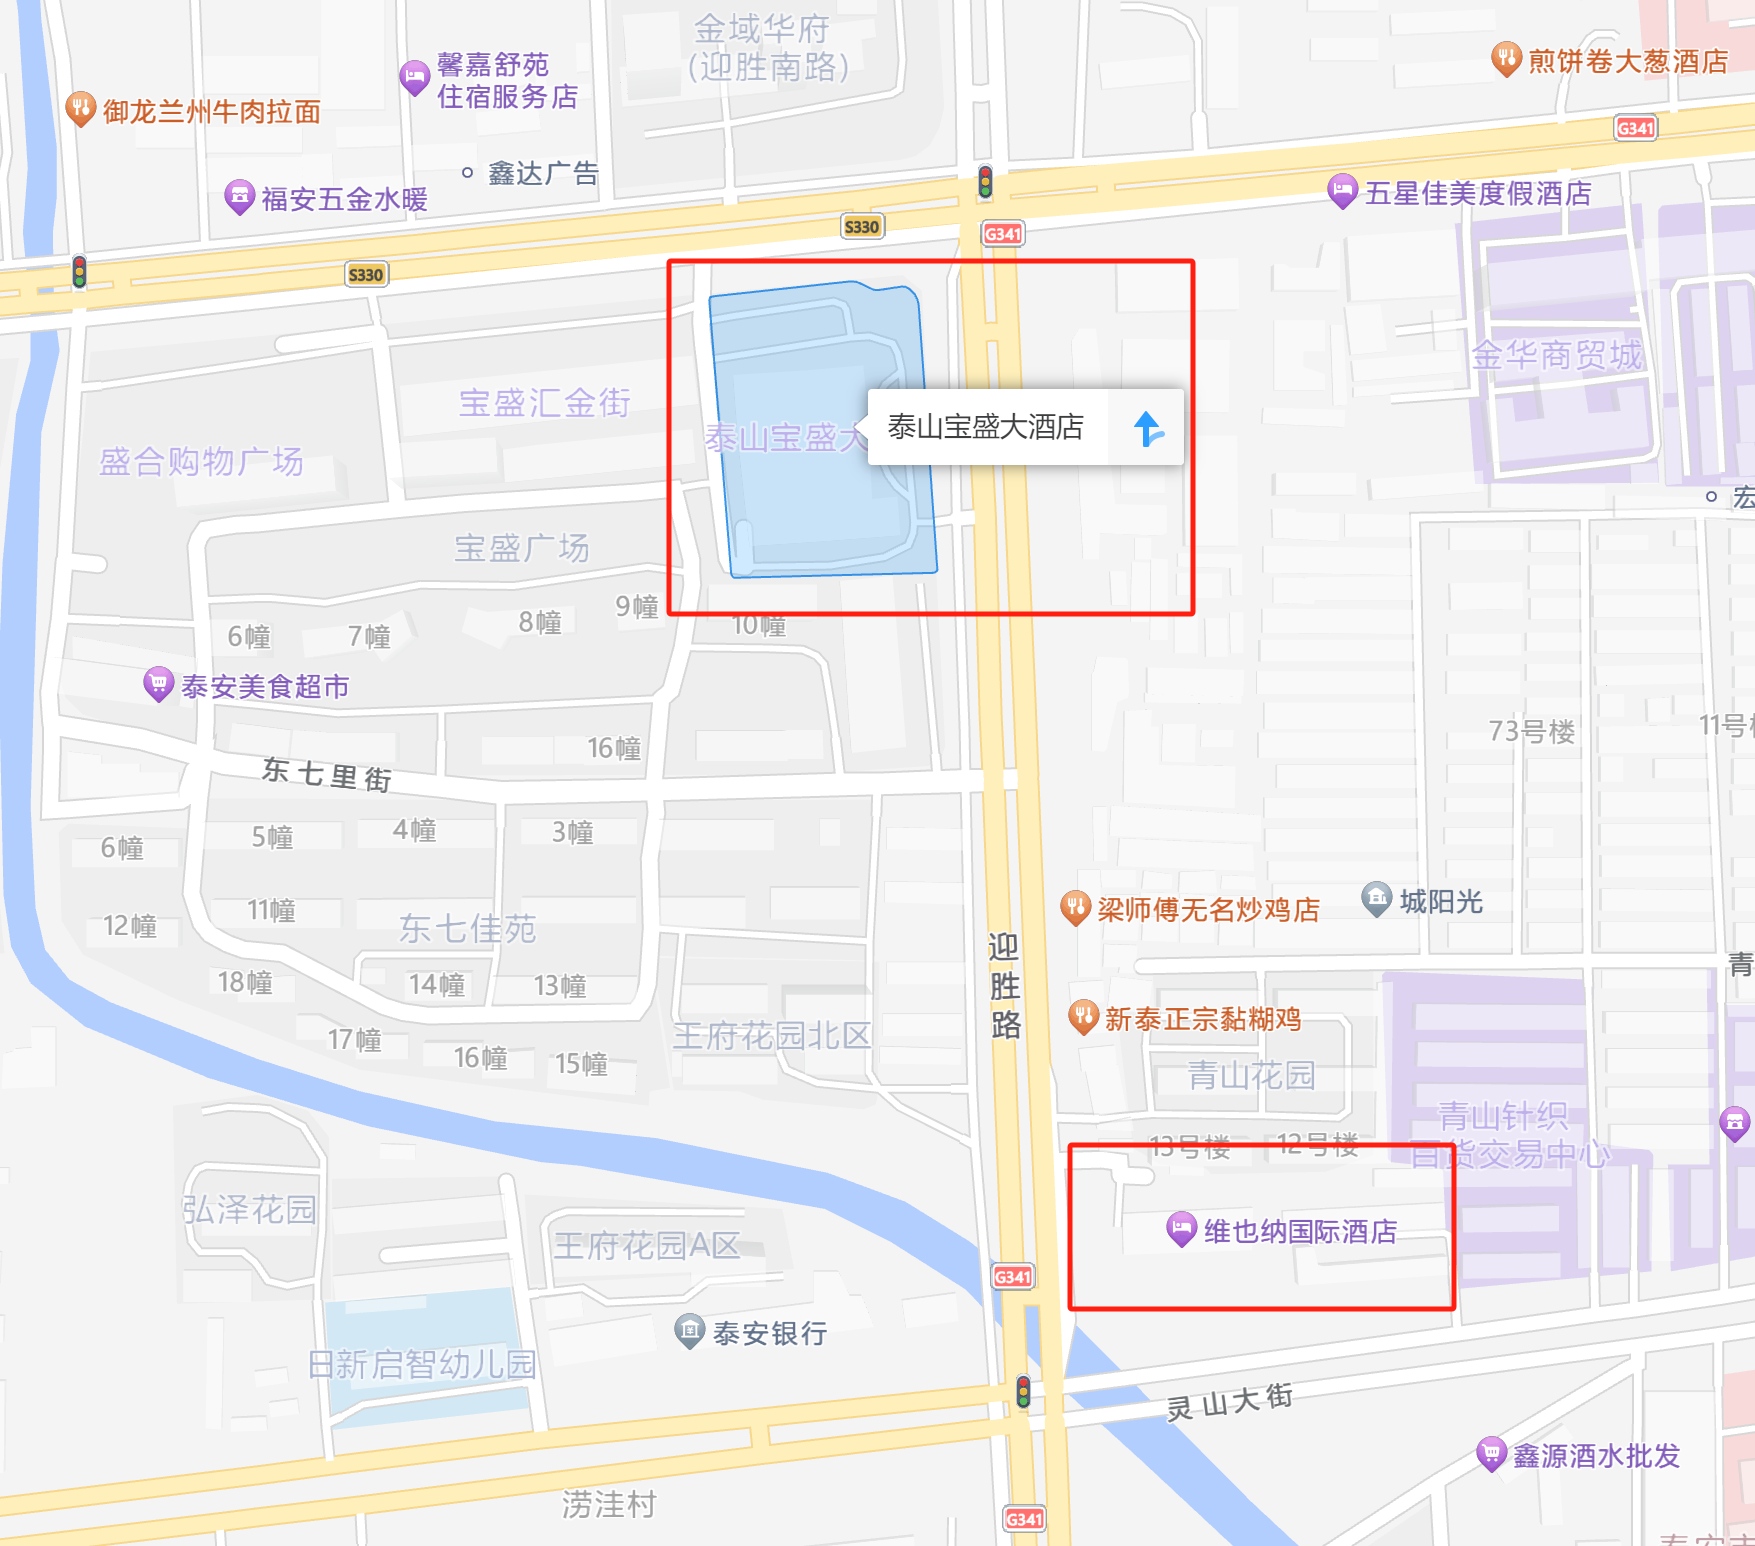 金域华府
(迎胜南路)
馨嘉舒苑
住宿服务店
煎饼卷大葱酒店
御龙兰州牛肉拉面
G341
鑫达广告
五星佳美度假酒店
福安五金水暖
S330
G341
S330
金华商贸城
宝盛汇金街
泰山宝盛大
泰山宝盛大酒店
盛合购物广场
宏
宝盛广场
9幢
8幢
10幢
6幢
7幢
泰安美食超市
73号楼
11号
16幢
东七里街
3幢
4幢
5幢
6幢
城阳光
梁师傅无名炒鸡店
11幢
12幢
东七佳苑
迎胜路
青
18幢
14幢
13幢
新泰正宗黏糊鸡
王府花园北区
17幢
16幢
15幢
青山花园
青山针织
百货交易中心
13号楼
12号楼
弘泽花园
维也纳国际酒店
王府花园A区
G341
泰安银行
日新启智幼儿园
灵山大街
鑫源酒水批发
涝洼村
G341
泰安市